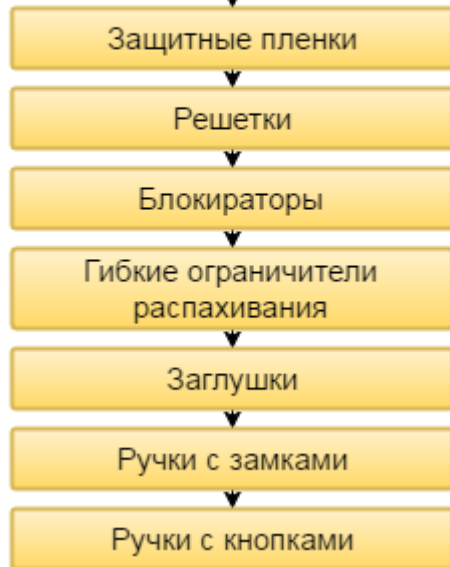 Защитные пленки
Решетки
Блокираторы
Гибкие ограничители
распахивания
Заглушки
Ручки с замками
Ручки с кнопками